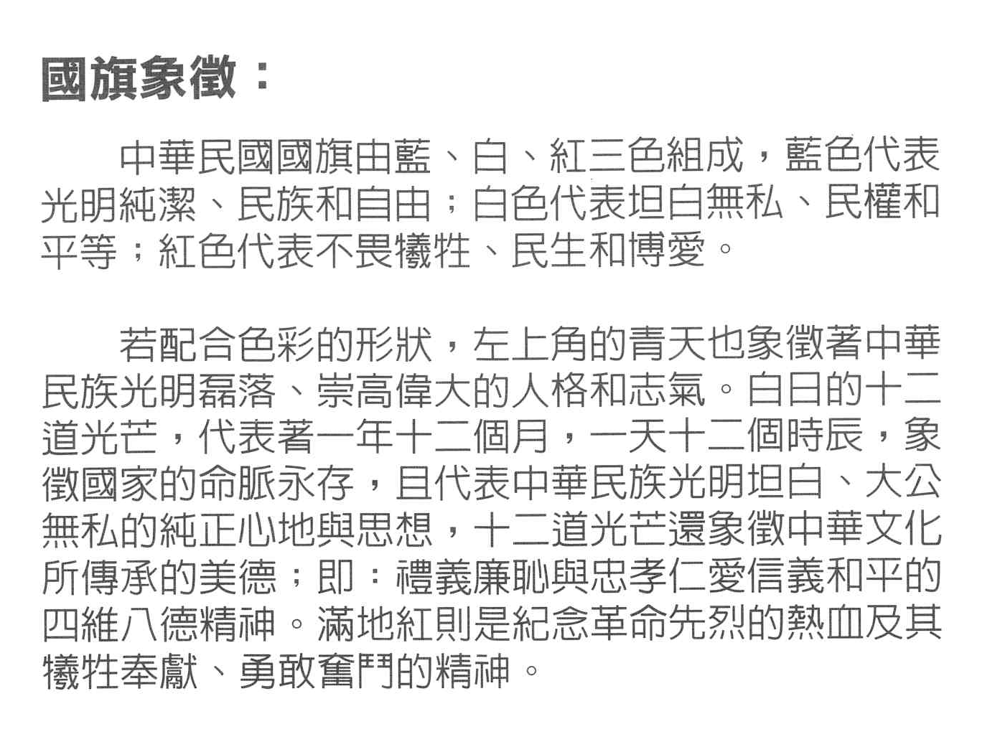 國旗象徵：
中華民國國旗由藍、白、紅三色組成，藍色代表
光明純潔、民族和自由；白色代表坦白無私、民權和
平等；紅色代表不畏犧牲、民生和博愛。
若配合色彩的形狀，左上角的青天也象徵著中華
民族光明磊落、崇高偉大的人格和志氣。白日的十二
道光芒，代表著一年十二個月，一天十二個時辰，象
徵國家的命脈永存，且代表中華民族光明坦白、大公
無私的純正心地與思想，十二道光芒還象徵中華文化
所傳承的美德；即：禮義廉恥與忠孝仁愛信義和平的
四維八德精神。滿地紅則是紀念革命先烈的熱血及其
犧牲奉獻、勇敢奮鬥的精神。